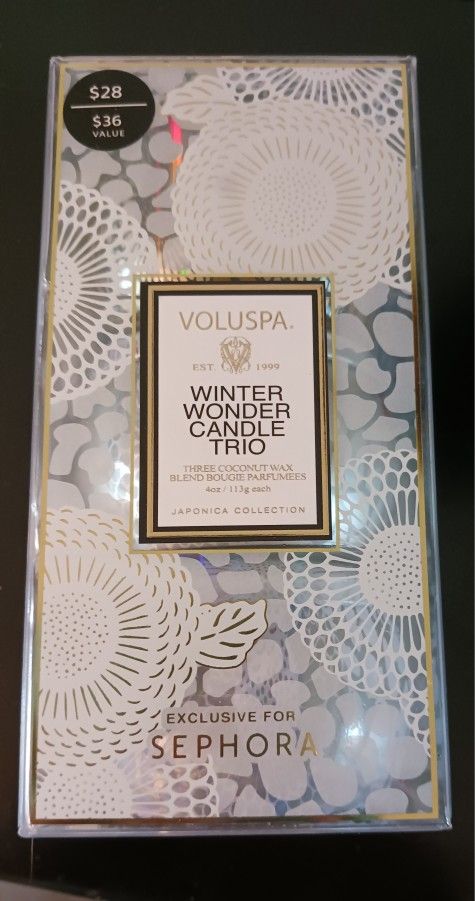 $28
$36
VALUE
VOLUSPA®
EST. 1999
WINTER
WONDER
CANDLE
TRIO
THREE COCONUT WAX
BLEND BOUGIE PARFUMEES
4oz / 113g each
JAPONICA COLLECTION
EXCLUSIVE FOR
SEPHORA